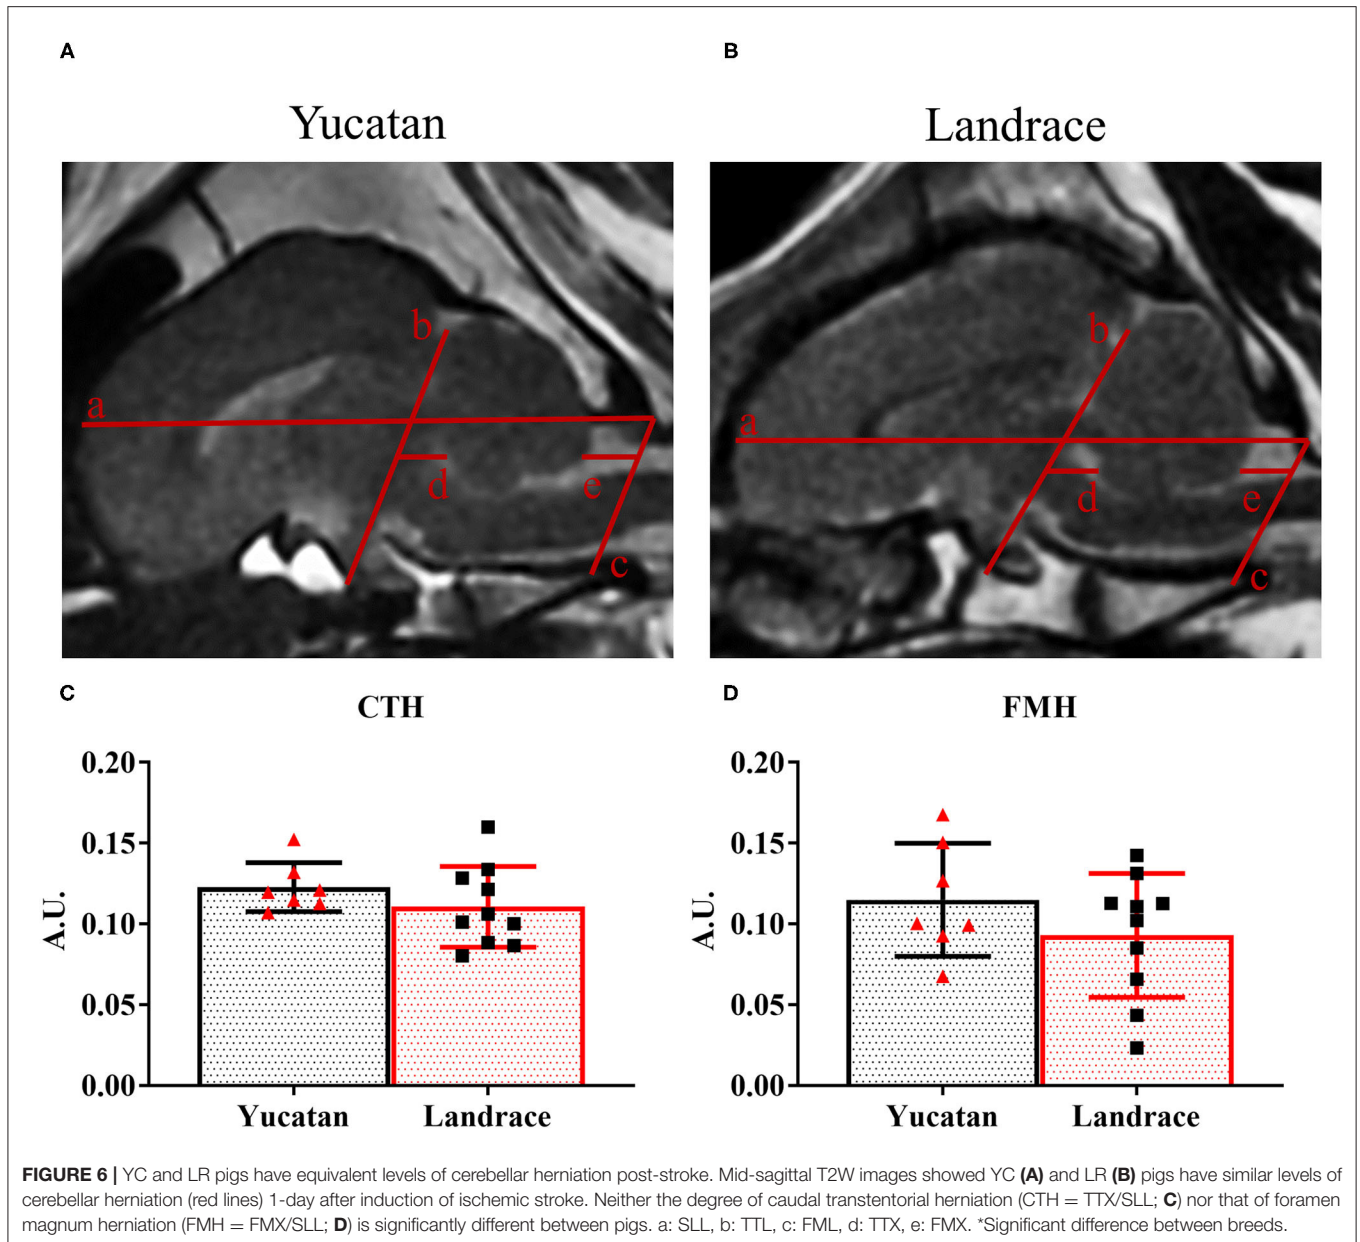 A
B
Yucatan
Landrace
b
a
d
e
c
b
a
d
e
c
C
D
CTH
FMH
0.20
0.15
0.10
0.05
0.00
A.U.
Yucatan
Landrace
0.20
0.15
0.10
0.05
0.00
A.U.
Yucatan
Landrace
FIGURE 6 | YC and LR pigs have equivalent levels of cerebellar herniation post-stroke. Mid-sagittal T2W images showed YC (A) and LR (B) pigs have similar levels of
cerebellar herniation (red lines) 1-day after induction of ischemic stroke. Neither the degree of caudal transtentorial herniation (CTH = TTX/SLL; C) nor that of foramen
magnum herniation (FMH = FMX/SLL; D) is significantly different between pigs. a: SLL, b: TTL, c: FML, d: TTX, e: FMX. *Significant difference between breeds.